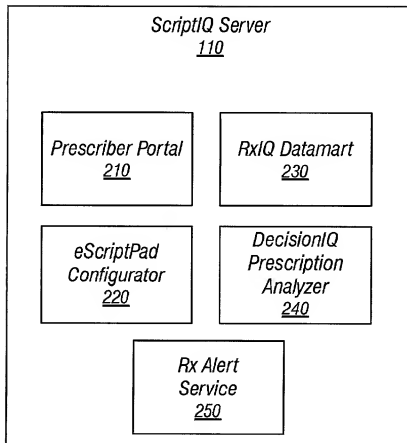 ScriptIQ Server
110
Prescriber Portal
210
RxIQ Datamart
230
eScriptPad
Configurator
220
DecisionIQ
Prescription
Analyzer
240
Rx Alert
Service
250